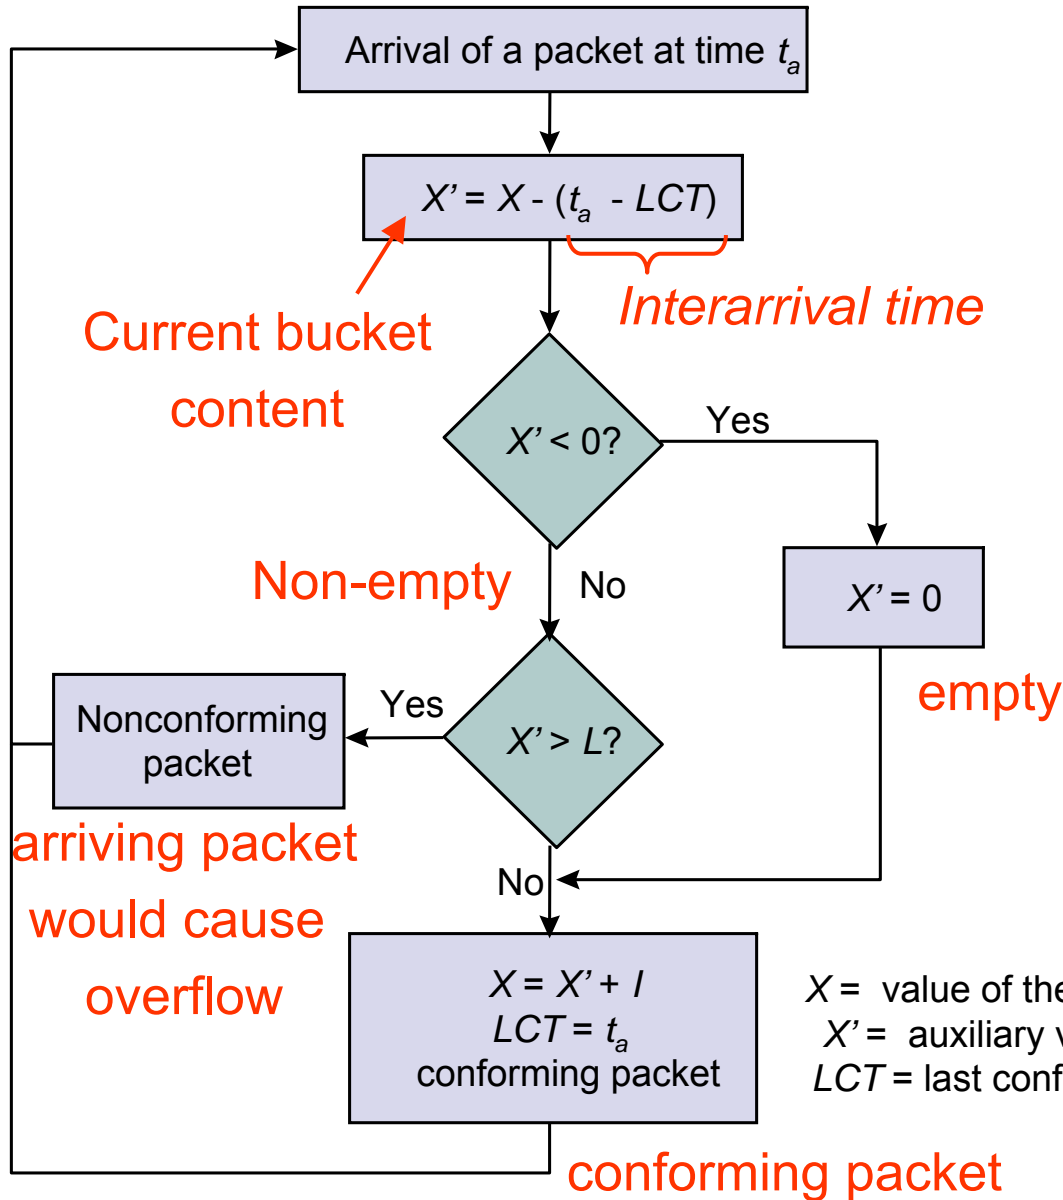 Arrival of a packet at time tₐ
X’ = X - (tₐ - LCT)
Current bucket
content
Interarrival time
X’ < 0?
Yes
Non-empty
No
X’ = 0
empty
X’ > L?
Yes
Nonconforming
packet
arriving packet
would cause
overflow
No
X = X’ + I
LCT = tₐ
conforming packet
X = value of the
X’ = auxiliary
LCT = last
conforming packet